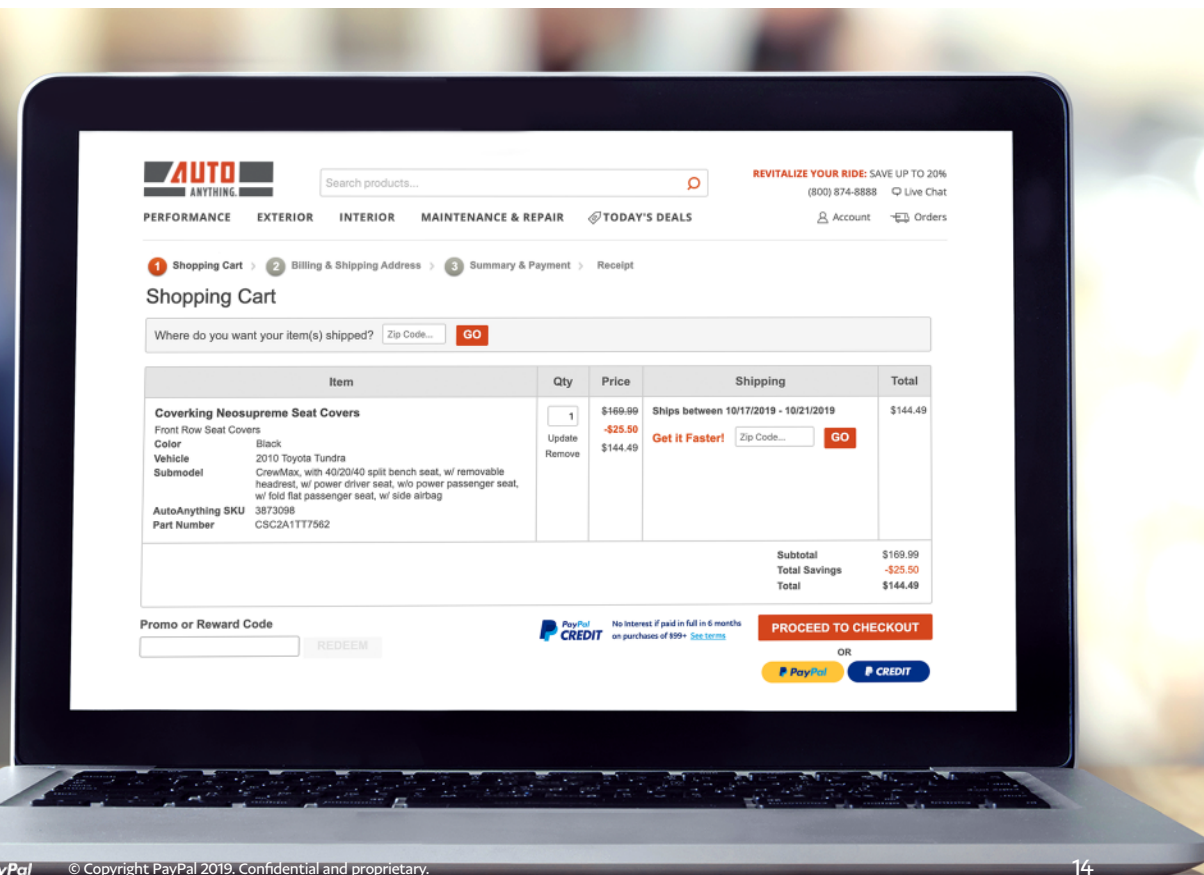 AUTO
ANYTHING.
Search products...
REVITALIZE YOUR RIDE: SAVE UP TO 20%
(800) 874-8888 Live Chat
PERFORMANCE EXTERIOR INTERIOR MAINTENANCE & REPAIR TODAY'S DEALS Account Orders
1 Shopping Cart > 2 Billing & Shipping Address > 3 Summary & Payment > Receipt
Shopping Cart
Where do you want your item(s) shipped? Zip Code... GO
Item Qty Price Shipping Total
Coverking Neosupreme Seat Covers 1 $169.99 Ships between 10/17/2019 - 10/21/2019 $144.49
Front Row Seat Covers -$25.50
Color Black Update Get it Faster! Zip Code... GO
Vehicle 2010 Toyota Tundra Remove $144.49
Submodel CrewMax, with 40/20/40 split bench seat, w/ removable
headrest, w/ power driver seat, w/o power passenger seat,
w/ fold flat passenger seat, w/ side airbag
AutoAnything SKU 3873098
Part Number CSC2A1TT7562
Subtotal $169.99
Total Savings -$25.50
Total $144.49
Promo or Reward Code
REDEEM
PayPal CREDIT No Interest if paid in full in 6 months
on purchases of $99+ See terms
PROCEED TO CHECKOUT
OR
PayPal CREDIT
yPal © Copyright PayPal 2019. Confidential and proprietary. 14